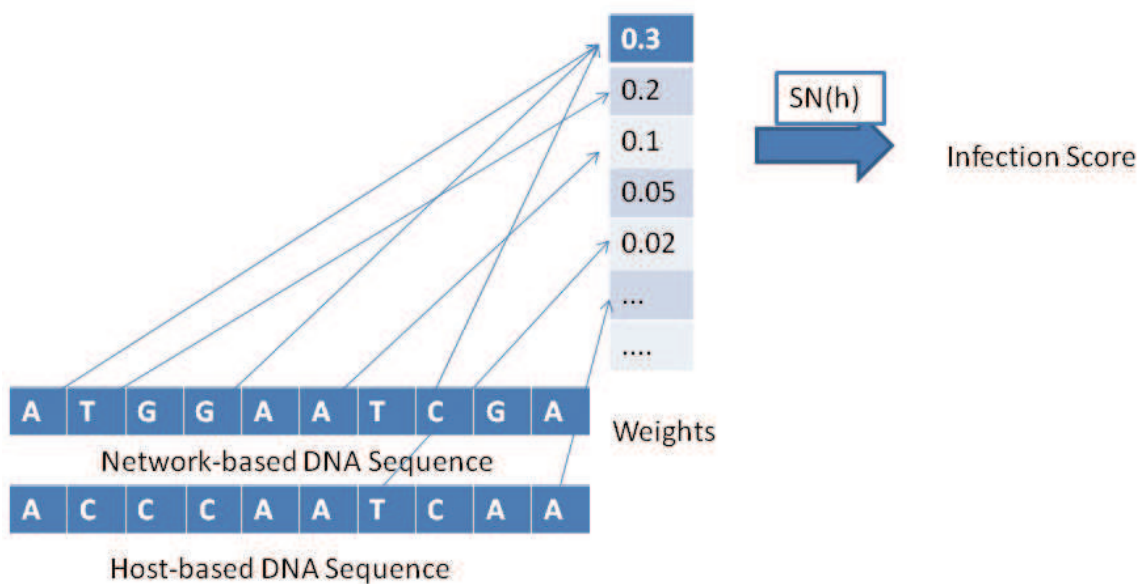 0.3
0.2
0.1
0.05
0.02
...
....
SN(h)
Infection Score
A T G G A A T C G A
Weights
Network-based DNA Sequence
A C C C A A T C A A
Host-based DNA Sequence